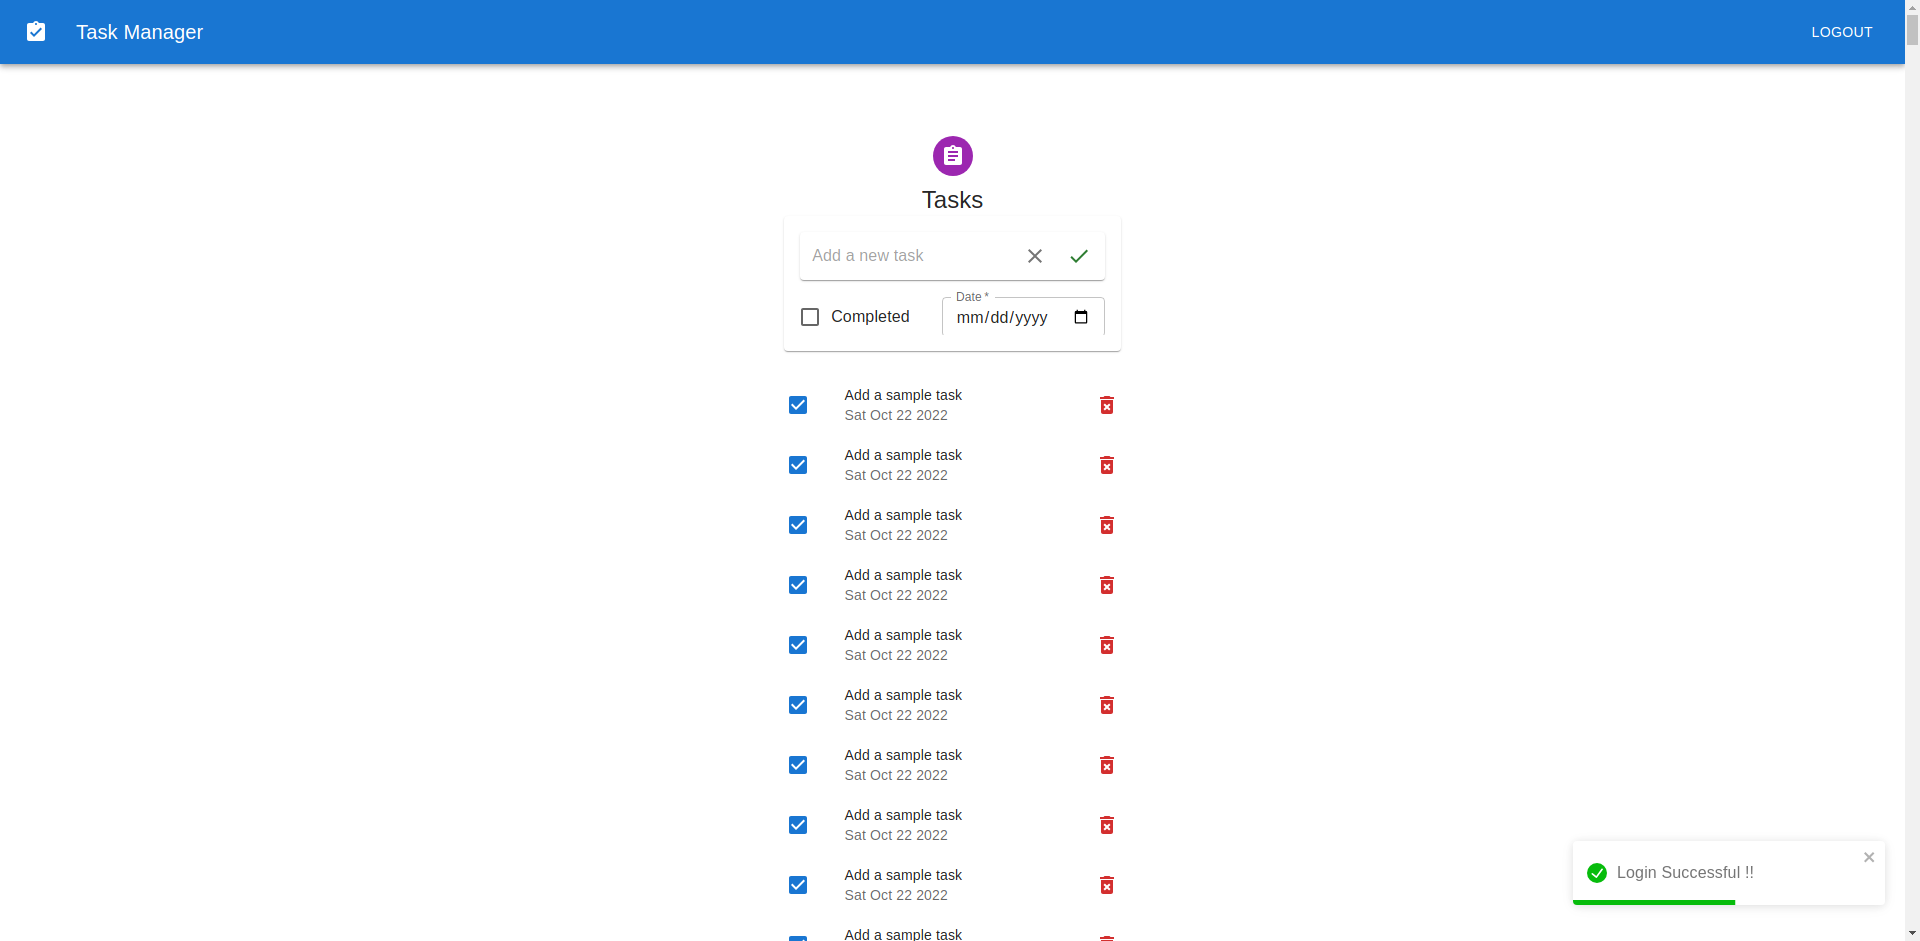 Task Manager
LOGOUT
Tasks
Add a new task
Date *
Completed
mm/dd/yyyy
Add a sample task
Sat Oct 22 2022
Add a sample task
Sat Oct 22 2022
Add a sample task
Sat Oct 22 2022
Add a sample task
Sat Oct 22 2022
Add a sample task
Sat Oct 22 2022
Add a sample task
Sat Oct 22 2022
Add a sample task
Sat Oct 22 2022
Add a sample task
Sat Oct 22 2022
Login Successful !!
Add a sample task
Sat Oct 22 2022
Add a sample task